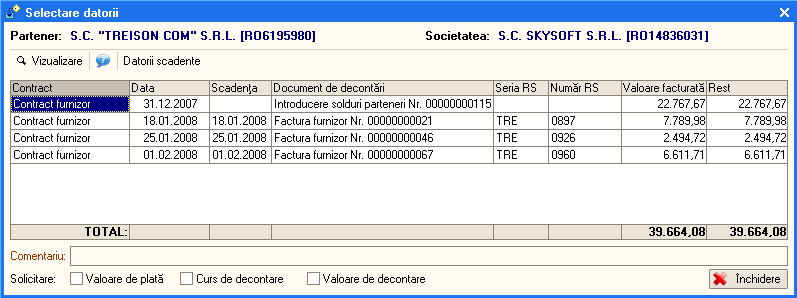 Selectare datorii
Partener: S.C. "TREISON COM" S.R.L. [RO6195980] Societatea: S.C. SKYSOFT S.R.L. [RO14836031]
Vizualizare Datorii scadente
Contract Data Scadenţa Document de decontări Seria RS Număr RS Valoare facturată Rest
Contract furnizor 31.12.2007 Introducere solduri parteneri Nr. 00000000115 22.767,67 22.767,67
Contract furnizor 18.01.2008 18.01.2008 Factura furnizor Nr. 00000000021 TRE 0897 7.789,98 7.789,98
Contract furnizor 25.01.2008 25.01.2008 Factura furnizor Nr. 00000000046 TRE 0926 2.494,72 2.494,72
Contract furnizor 01.02.2008 01.02.2008 Factura furnizor Nr. 00000000067 TRE 0960 6.611,71 6.611,71
TOTAL: 39.664,08 39.664,08
Comentariu:
Solicitare: Valoare de plată Curs de decontare Valoare de decontare Închidere